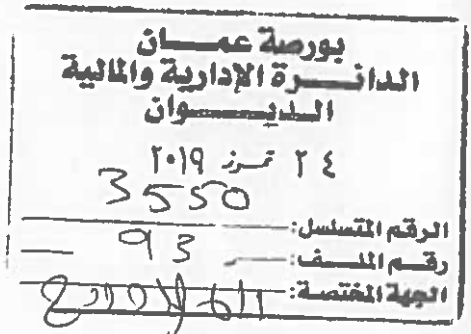 بورصة عمان
الدائرة الإدارية والمالية
الديوان
٢٤ تموز ٢٠١٩
3550
الرقم المتسلسل:
رقم الملف: 93
الجهة المختصة: